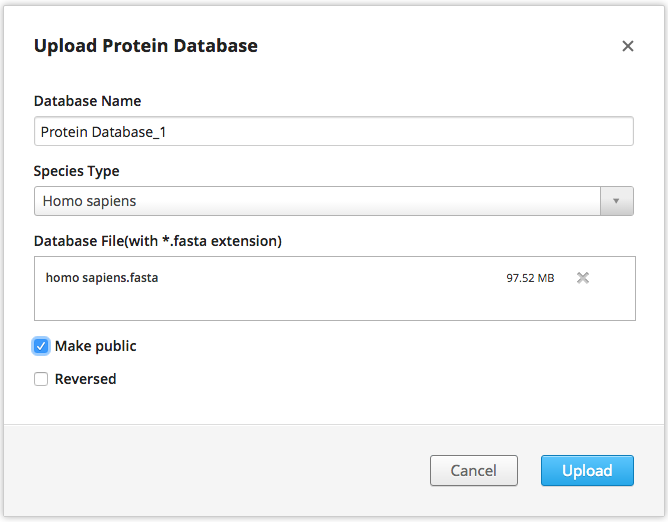 Upload Protein Database
Database Name
Protein Database_1
Species Type
Homo sapiens
Database File(with *.fasta extension)
homo sapiens.fasta 97.52 MB
Make public
Reversed
Cancel Upload